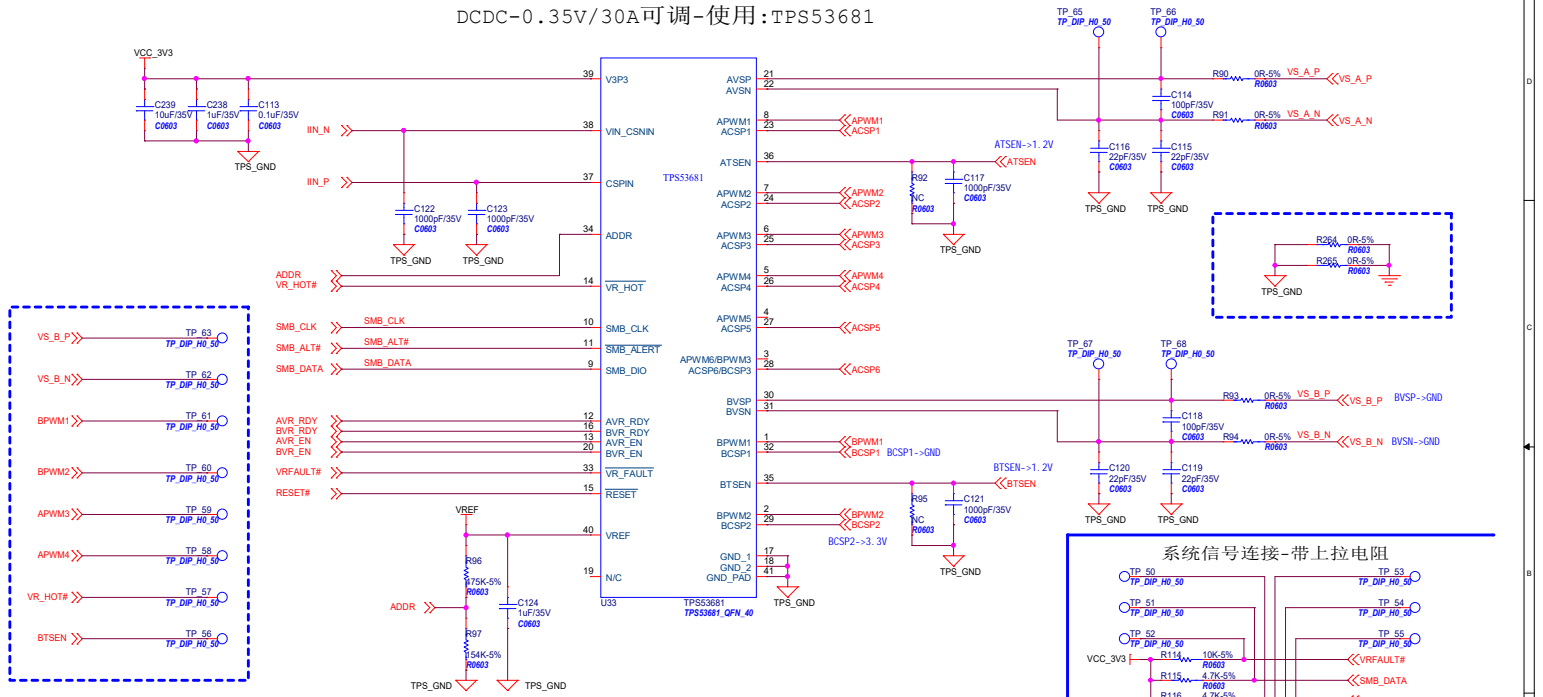 DCDC-0.35V/30A可调-使用:TPS53681
VCC_3V3
C239
10uF/35V
C0603
C238
1uF/35V
C0603
C113
0.1uF/35V
C0603
TPS_GND
IIN_N
IIN_P
C122
1000pF/35V
C0603
C123
1000pF/35V
C0603
TPS_GND
TPS_GND
ADDR
VR_HOT#
SMB_CLK
SMB_CLK
SMB_ALT#
SMB_ALT#
SMB_DATA
SMB_DATA
AVR_RDY
BVR_RDY
AVR_EN
BVR_EN
VRFAULT#
RESET#
VREF
R96
475K-5%
R0603
ADDR
C124
1uF/35V
C0603
R97
154K-5%
R0603
TPS_GND
TPS_GND
39 V3P3
38 VIN_CSNIN
37 CSPIN
34 ADDR
14 VR_HOT
10 SMB_CLK
11 SMB_ALERT
9 SMB_DIO
12 AVR_RDY
16 BVR_RDY
13 AVR_EN
20 BVR_EN
33 VR_FAULT
15 RESET
40 VREF
19 N/C
TPS53681
AVSP 21
AVSN 22
APWM1 8
ACSP1 23
ATSEN 36
APWM2 7
ACSP2 24
APWM3 6
ACSP3 25
APWM4 5
ACSP4 26
APWM5 4
ACSP5 27
APWM6/BPWM3 3
ACSP6/BCSP3 28
BVSP 30
BVSN 31
BPWM1 1
BCSP1 32
BTSEN 35
BPWM2 2
BCSP2 29
GND_1 17
GND_2 18
GND_PAD 41
U33
TPS53681
TPS53681_QFN_40
TPS_GND
APWM1
ACSP1
ATSEN->1.2V
ATSEN
R92
NC
R0603
C117
1000pF/35V
C0603
TPS_GND
APWM2
ACSP2
APWM3
ACSP3
APWM4
ACSP4
ACSP5
ACSP6
BPWM1
BCSP1 BCSP1->GND
BTSEN->1.2V
BTSEN
R95
NC
R0603
C121
1000pF/35V
C0603
TPS_GND
BPWM2
BCSP2
BCSP2->3.3V
TP_65
TP_DIP_H0_50
TP_66
TP_DIP_H0_50
R90 0R-5% VS_A_P VS_A_P
R0603
C114
100pF/35V
C0603
R91 0R-5% VS_A_N VS_A_N
R0603
C116
22pF/35V
C0603
C115
22pF/35V
C0603
TPS_GND
TPS_GND
R264 0R-5%
R0603
R265 0R-5%
R0603
TPS_GND
TP_67
TP_DIP_H0_50
TP_68
TP_DIP_H0_50
R93 0R-5% VS_B_P VS_B_P BVSP->GND
R0603
C118
100pF/35V
C0603
R94 0R-5% VS_B_N VS_B_N BVSN->GND
R0603
C120
22pF/35V
C0603
C119
22pF/35V
C0603
TPS_GND
TPS_GND
VS_B_P TP_63
TP_DIP_H0_50
VS_B_N TP_62
TP_DIP_H0_50
BPWM1 TP_61
TP_DIP_H0_50
BPWM2 TP_60
TP_DIP_H0_50
APWM3 TP_59
TP_DIP_H0_50
APWM4 TP_58
TP_DIP_H0_50
VR_HOT# TP_57
TP_DIP_H0_50
BTSEN TP_56
TP_DIP_H0_50
系统信号连接-带上拉电阻
TP_50
TP_DIP_H0_50
TP_53
TP_DIP_H0_50
TP_51
TP_DIP_H0_50
TP_54
TP_DIP_H0_50
TP_52
TP_DIP_H0_50
TP_55
TP_DIP_H0_50
VCC_3V3
R114 10K-5% VRFAULT#
R0603
R115 4.7K-5% SMB_DATA
R0603
R116 4.7K-5%
D
C
B